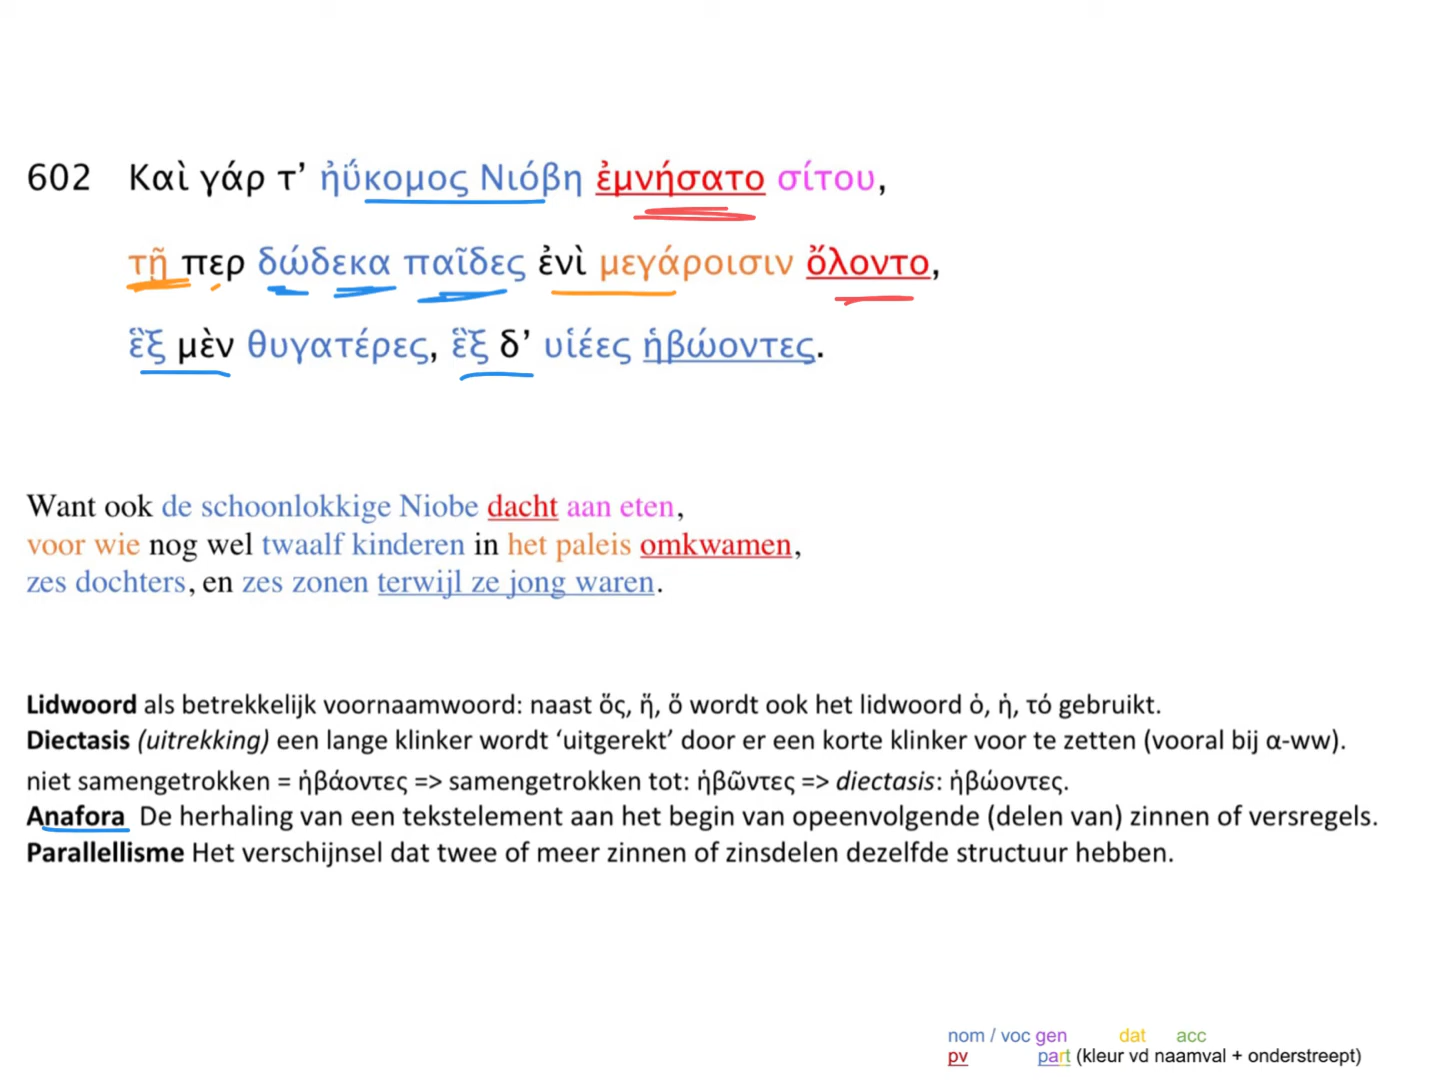 602 Καὶ γάρ τ’ ἠΰκομος Νιόβη ἐμνήσατο σίτου,
τῇ περ δώδεκα παῖδες ἐνὶ μεγάροισιν ὄλοντο,
ἓξ μὲν θυγατέρες, ἓξ δ’ υἱέες ἡβώοντες.
Want ook de schoonlokkige Niobe dacht aan eten,
voor wie nog wel twaalf kinderen in het paleis omkwamen,
zes dochters, en zes zonen terwijl ze jong waren.
Lidwoord als betrekkelijk voornaamwoord: naast ὅς, ἥ, ὅ wordt ook het lidwoord ὁ, ἡ, τό gebruikt.
Diectasis (uitrekking) een lange klinker wordt ‘uitgerekt’ door er een korte klinker voor te zetten (vooral bij α-ww).
niet samengetrokken = ἡβάοντες => samengetrokken tot: ἡβῶντες => diectasis: ἡβώοντες.
Anafora De herhaling van een tekstelement aan het begin van opeenvolgende (delen van) zinnen of versregels.
Parallellisme Het verschijnsel dat twee of meer zinnen of zinsdelen dezelfde structuur hebben.
nom / voc gen dat acc
pv part (kleur vd naamval + onderstreept)